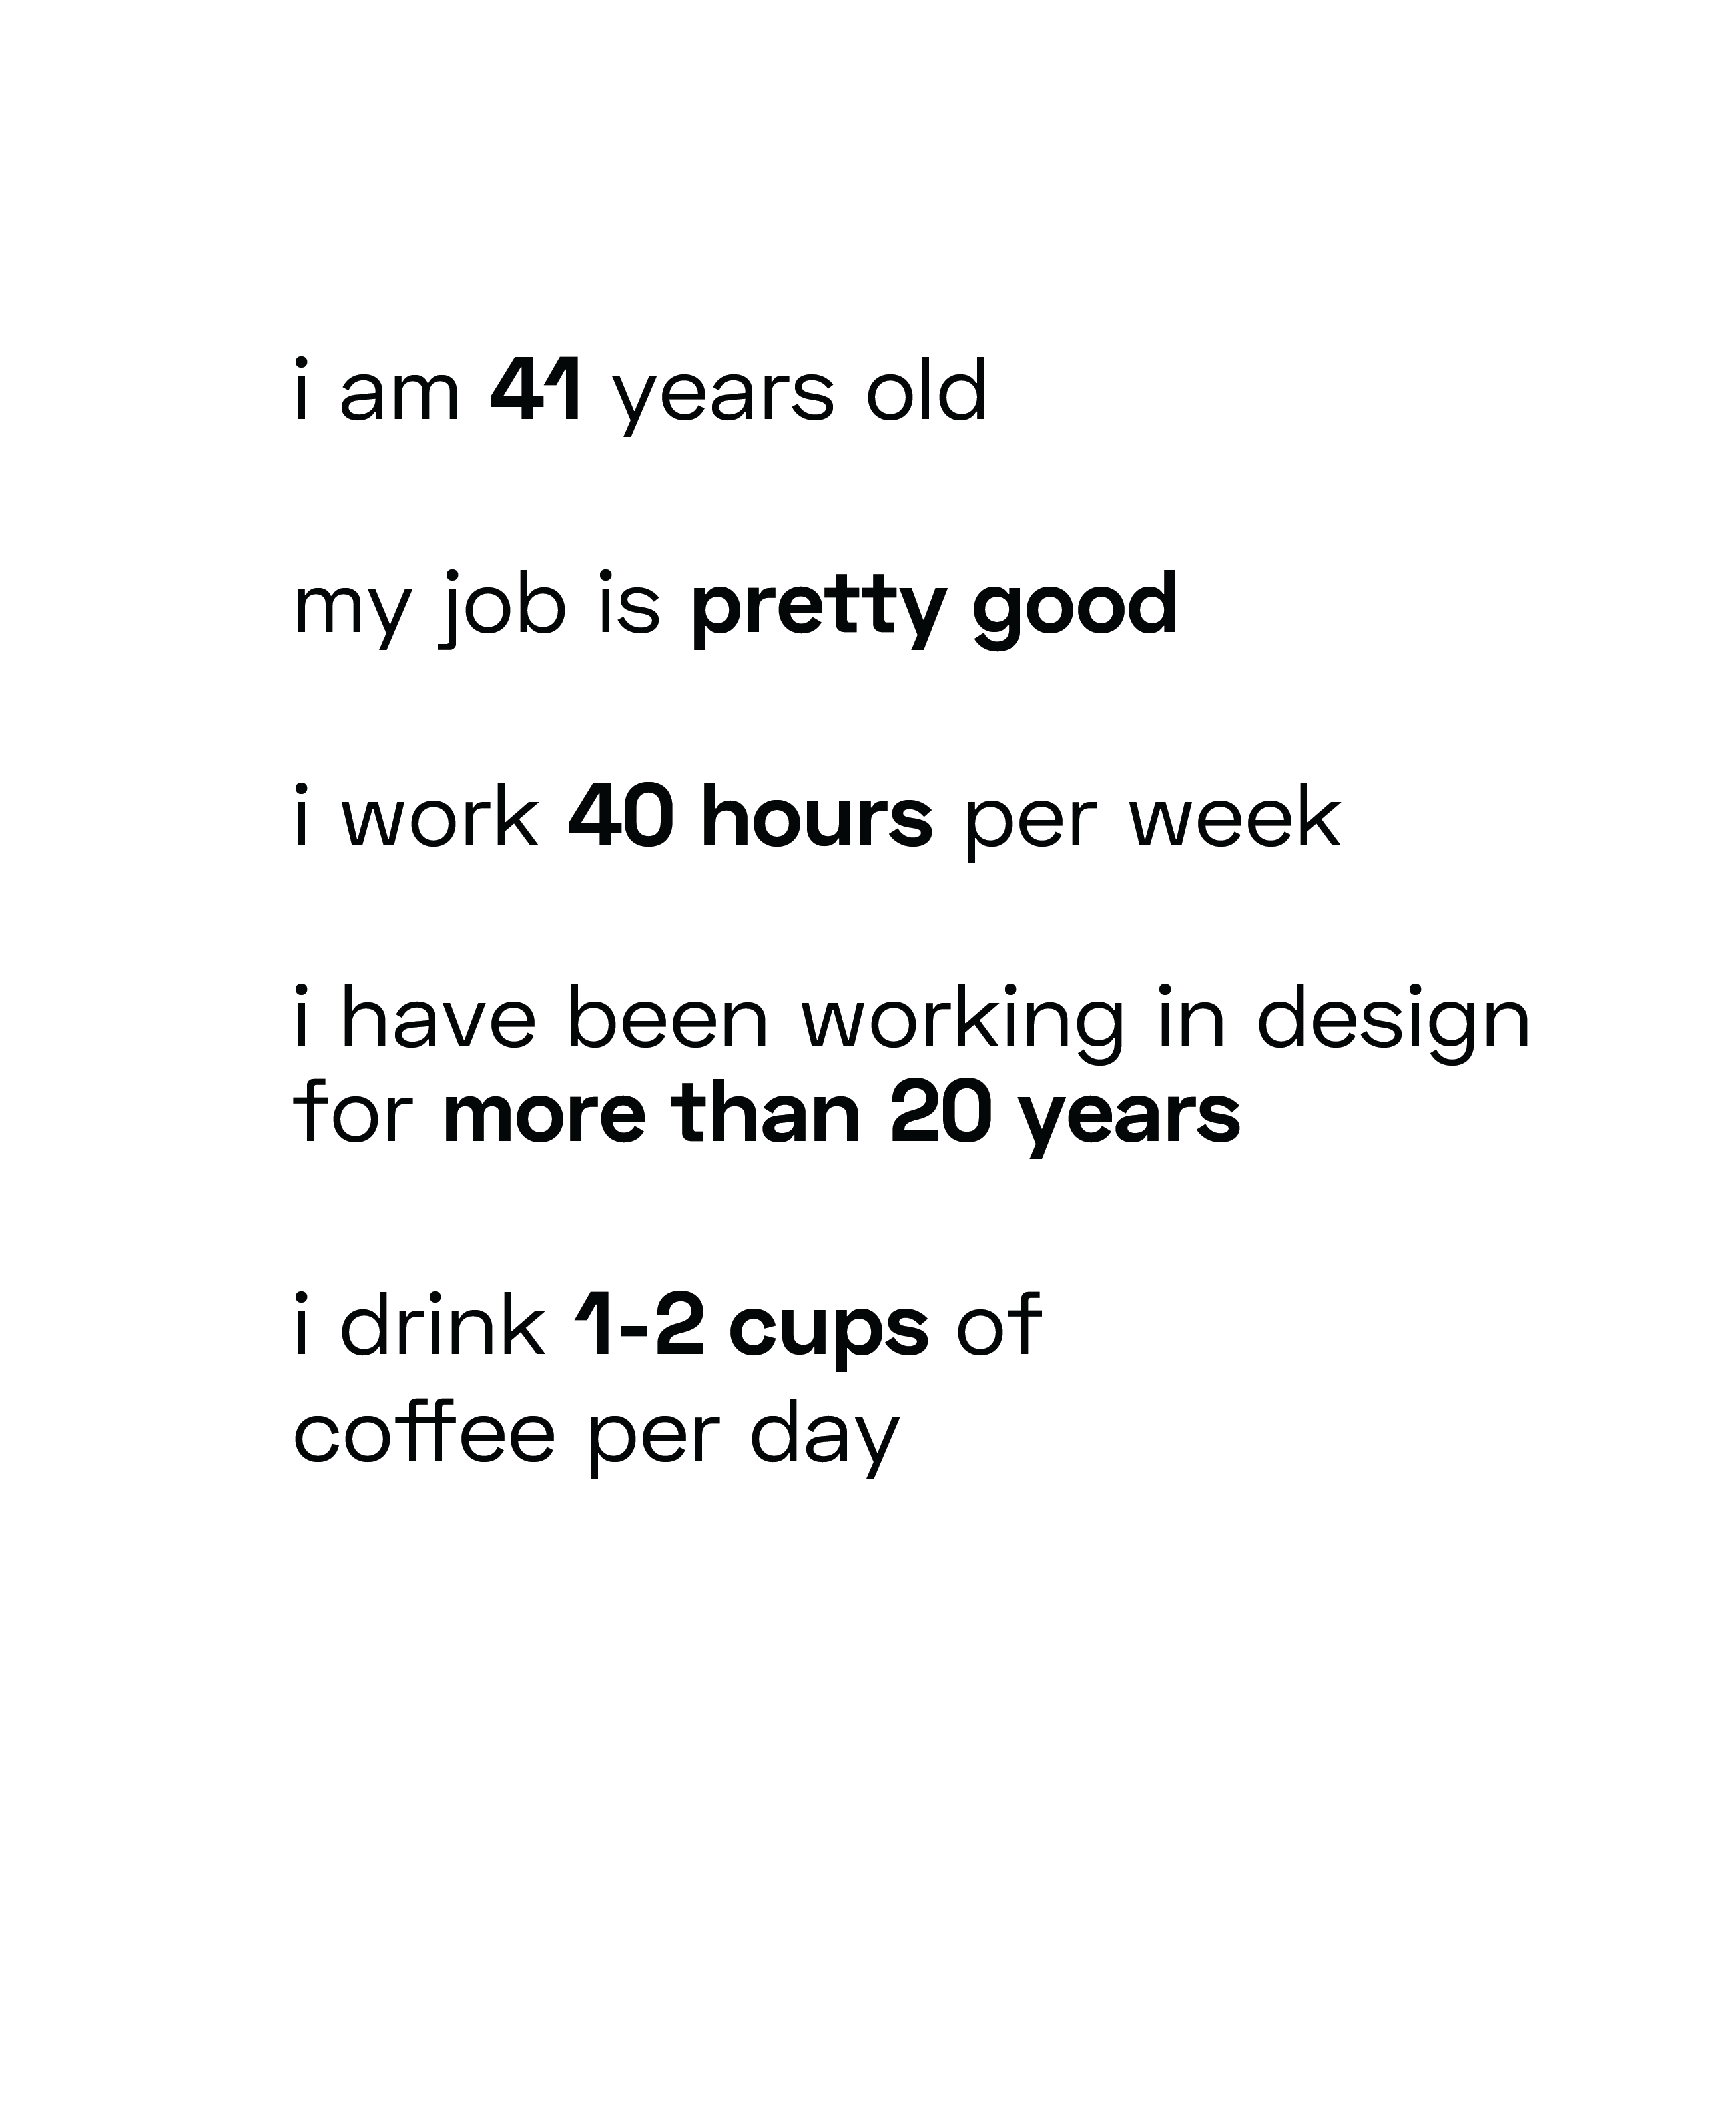 i am 41 years old
my job is pretty good
i work 40 hours per week
i have been working in design
for more than 20 years
i drink 1-2 cups of
coffee per day